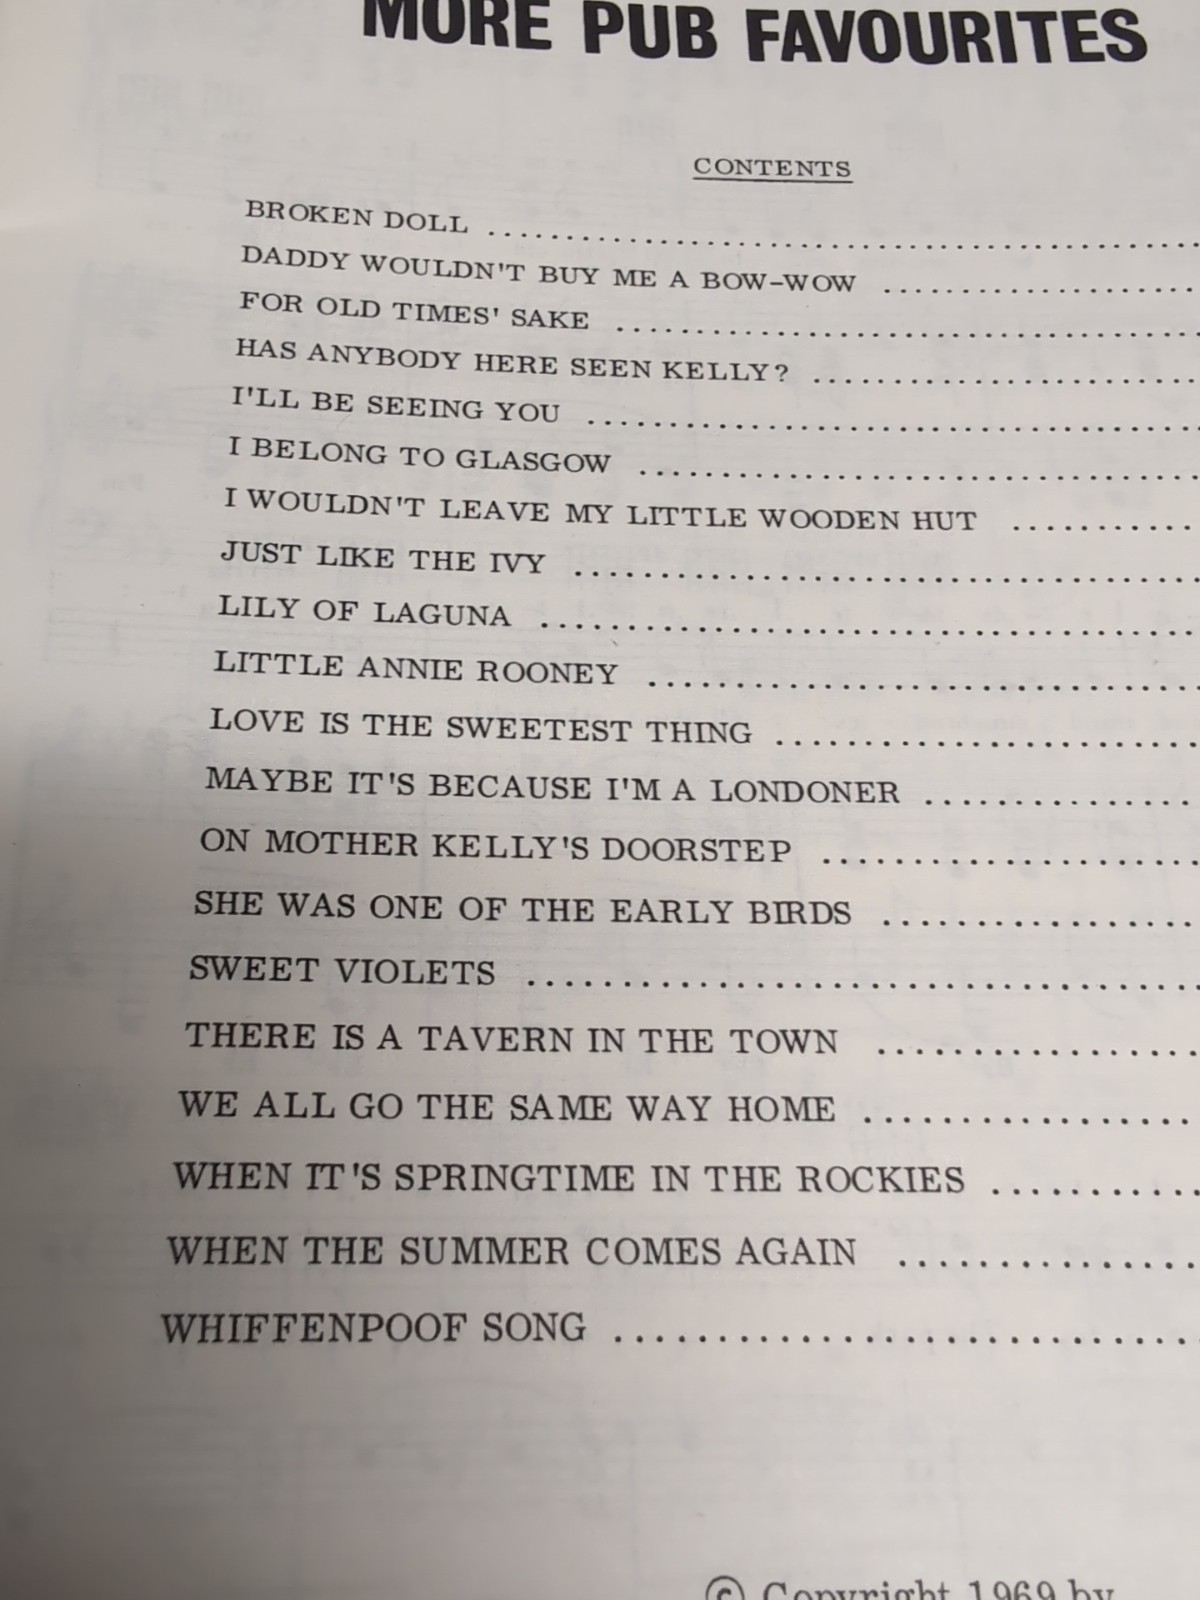 MORE PUB FAVOURITES
CONTENTS
BROKEN DOLL ........................................
DADDY WOULDN'T BUY ME A BOW-WOW .................
FOR OLD TIMES' SAKE ...............................
HAS ANYBODY HERE SEEN KELLY? .....................
I'LL BE SEEING YOU ................................
I BELONG TO GLASGOW ..............................
I WOULDN'T LEAVE MY LITTLE WOODEN HUT ..........
JUST LIKE THE IVY .................................
LILY OF LAGUNA ...................................
LITTLE ANNIE ROONEY .............................
LOVE IS THE SWEETEST THING ......................
MAYBE IT'S BECAUSE I'M A LONDONER ..............
ON MOTHER KELLY'S DOORSTEP .....................
SHE WAS ONE OF THE EARLY BIRDS .................
SWEET VIOLETS ...................................
THERE IS A TAVERN IN THE TOWN .................
WE ALL GO THE SAME WAY HOME .................
WHEN IT'S SPRINGTIME IN THE ROCKIES ...........
WHEN THE SUMMER COMES AGAIN ...............
WHIFFENPOOF SONG ..........................
© Copyright 1969 by